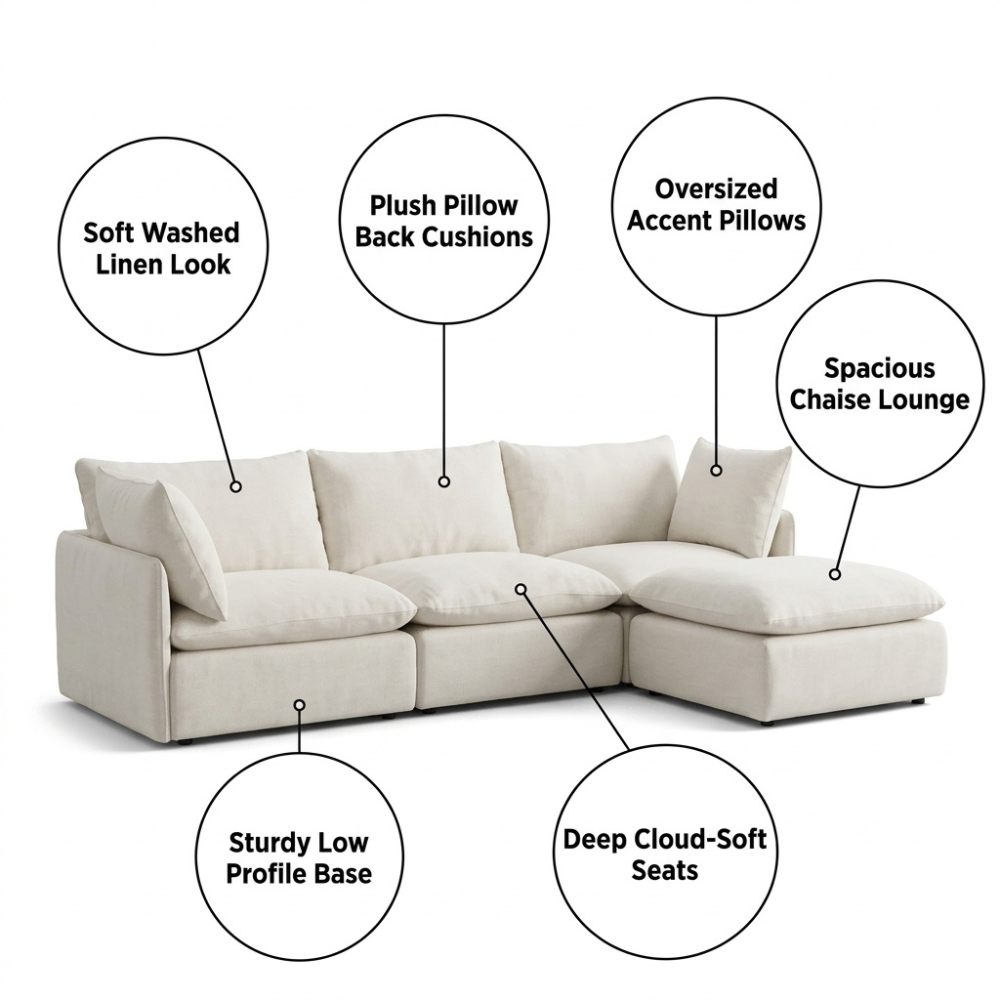 Soft Washed
Linen Look
Plush Pillow
Back Cushions
Oversized
Accent Pillows
Spacious
Chaise Lounge
Sturdy Low
Profile Base
Deep Cloud-Soft
Seats